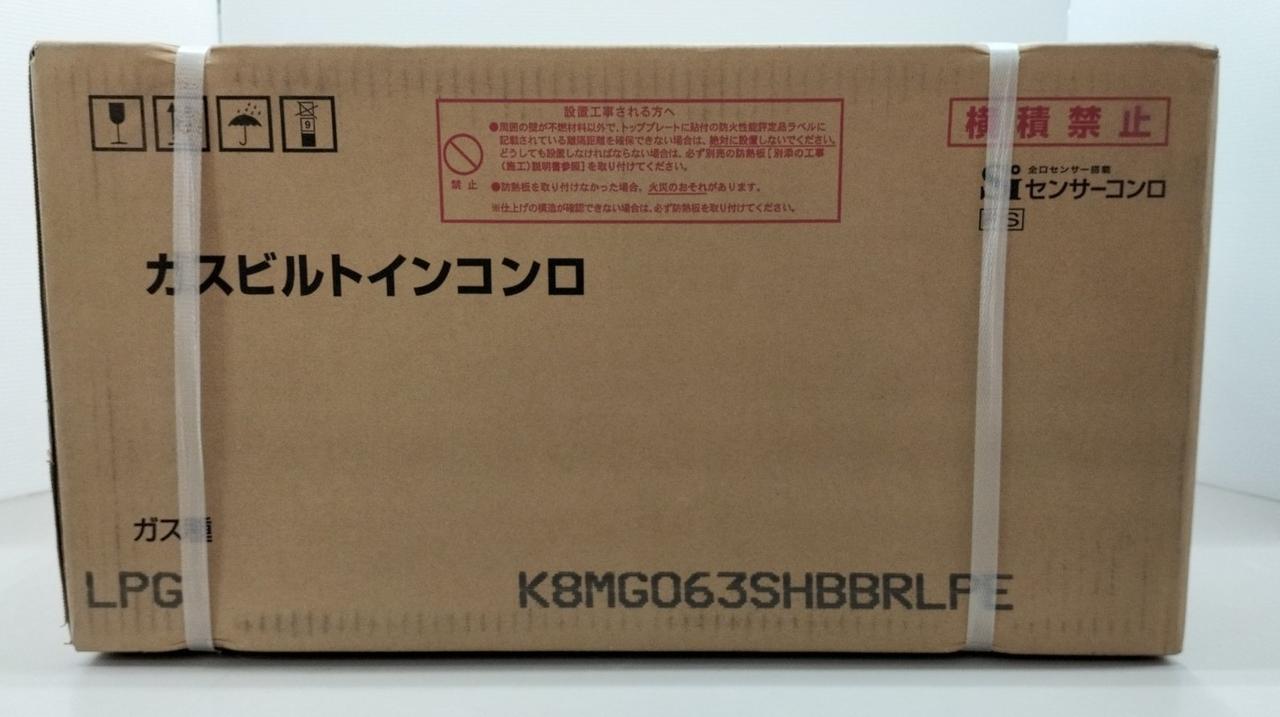 設置工事される方へ
●周囲の壁が不燃材料以外で、トッププレートに貼付の防火性能評定品ラベルに
記載されている離隔距離を確保できない場合は、絶対に設置しないでください。
どうしても設置しなければならない場合は、必ず別売の防熱板[別添の工事
(施工)説明書参照]を取り付けてください。
禁止
●防熱板を取り付けなかった場合、火災のおそれがあります。
※仕上げの構造が確認できない場合は、必ず防熱板を取り付けてください。
横積禁止
全口センサー搭載
Siセンサーコンロ
9
ガスビルトインコンロ
ガス種
LPG
K8MG063SHBBRLPE